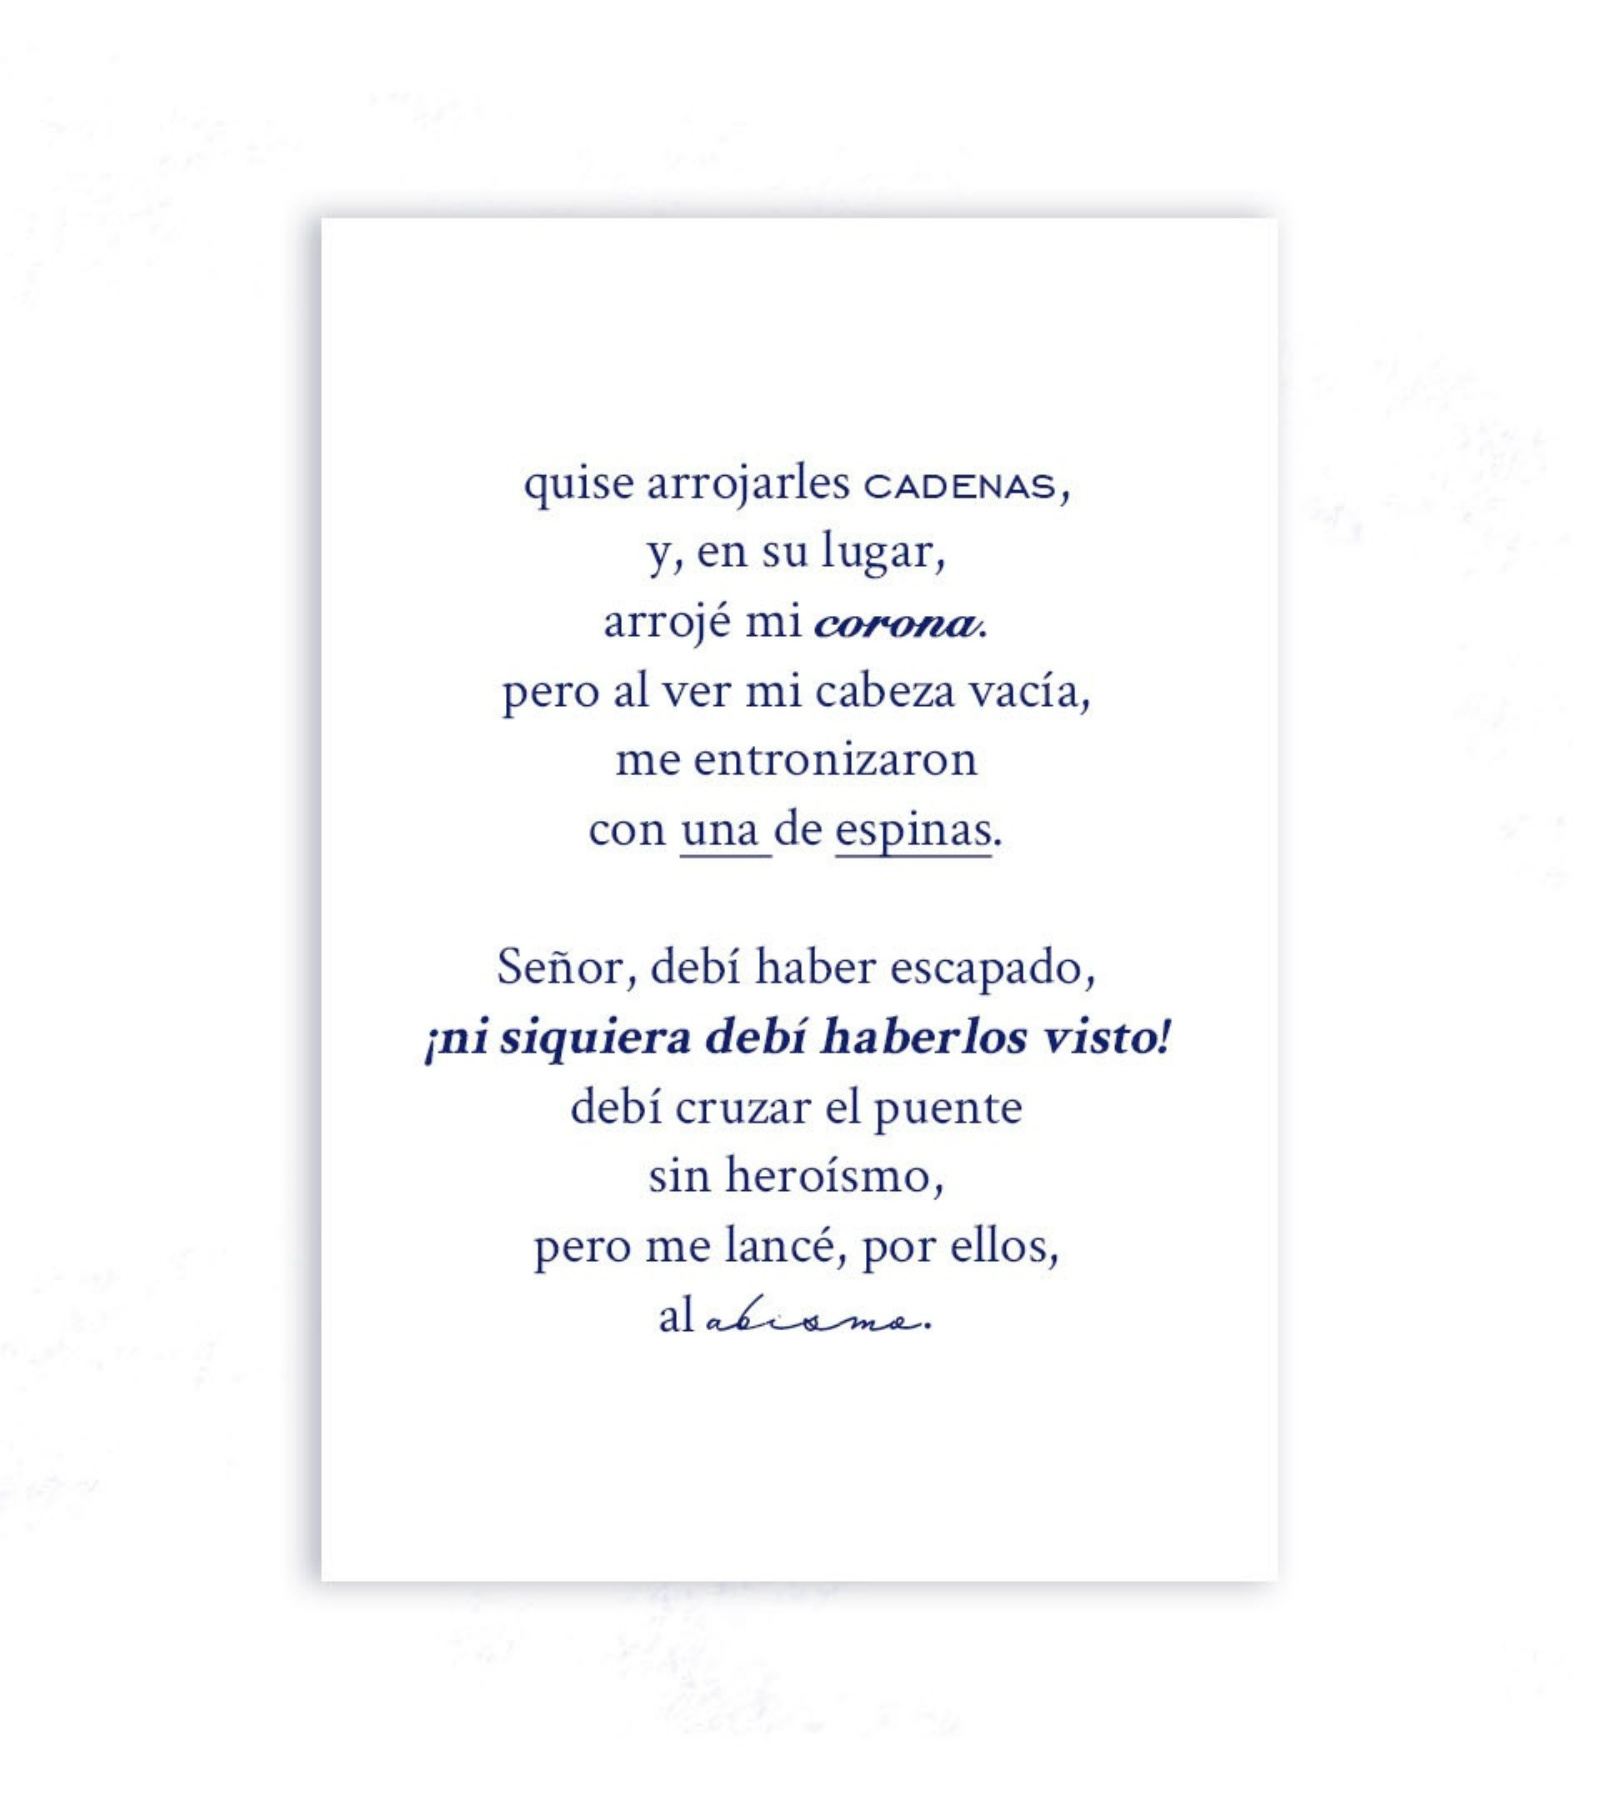 quise arrojarles CADENAS,
y, en su lugar,
arrojé mi corona.
pero al ver mi cabeza vacía,
me entronizaron
con una de espinas.
Señor, debí haber escapado,
¡ni siquiera debí haberlos visto!
debí cruzar el puente
sin heroísmo,
pero me lancé, por ellos,
al abismo.